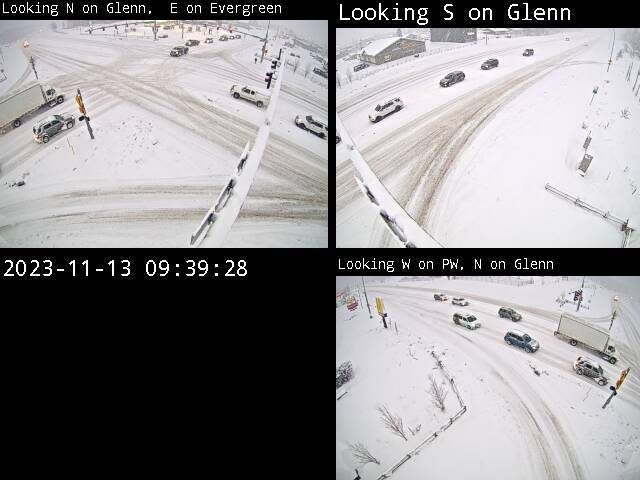 Looking N on Glenn, E on Evergreen
Looking S on Glenn
2023-11-13 09:39:28
Looking W on PW, N on Glenn